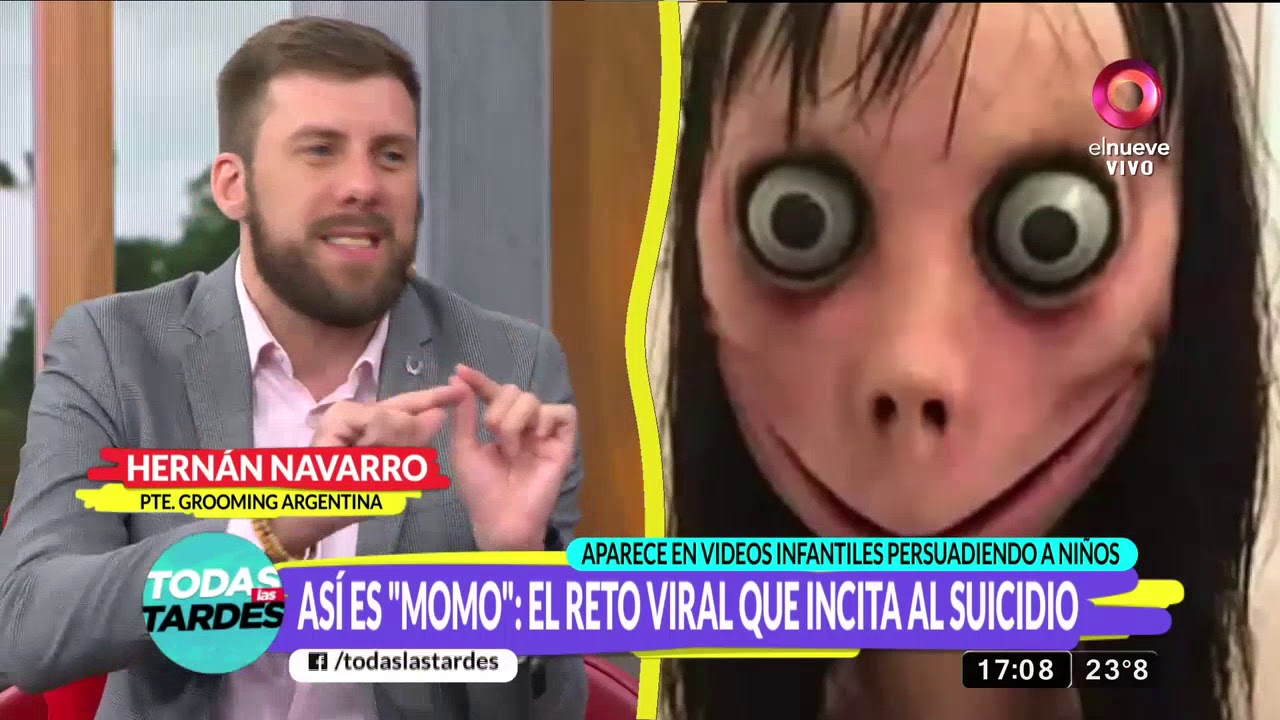 elnueve
VIVO
HERNÁN NAVARRO
PTE. GROOMING ARGENTINA
APARECE EN VIDEOS INFANTILES PERSUADIENDO A NIÑOS
TODAS
las
TARDES
ASÍ ES "MOMO": EL RETO VIRAL QUE INCITA AL SUICIDIO
/todaslastardes
17:08
23°8